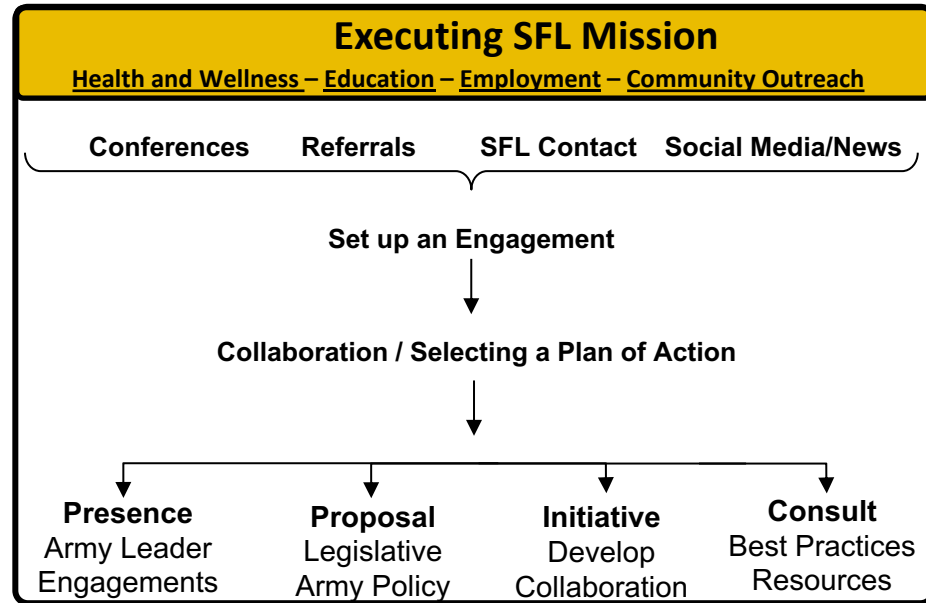 Executing SFL Mission
Health and Wellness – Education – Employment – Community Outreach
Conferences Referrals SFL Contact Social Media/News
Set up an Engagement
Collaboration / Selecting a Plan of Action
Presence
Army Leader
Engagements
Proposal
Legislative
Army Policy
Initiative
Develop
Collaboration
Consult
Best Practices
Resources